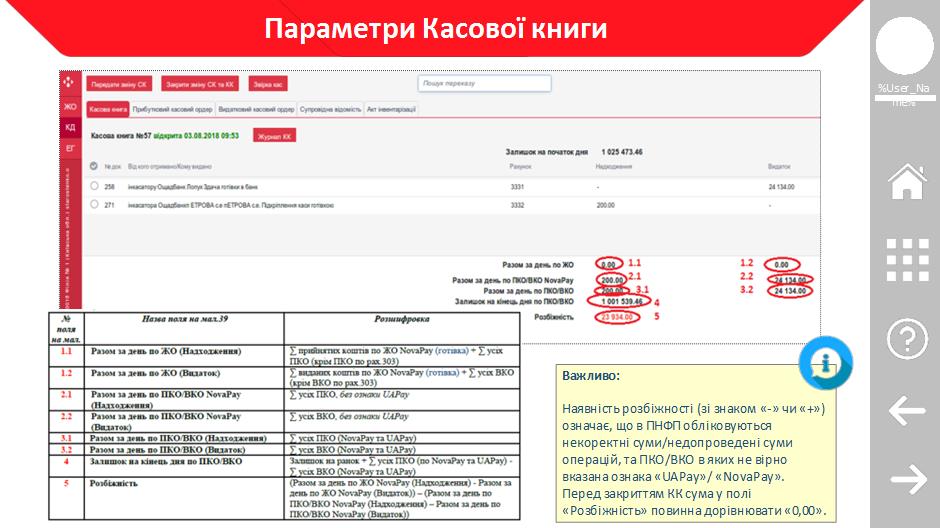 Параметри Касової книги
%User_Na
me%
Передати зміну СК Закрити зміну СК та КК Звірка кас Пошук переказу
ЖО
КД
ЕГ
Касова книга Прибутковий касовий ордер Видатковий касовий ордер Супровідна відомість Акт інвентарізації
Касова книга №57 відкрита 03.08.2018 09:53 Журнал КК
Залишок на початок дня 1 025 473.46
№ док Від кого отримано/Кому видано Рахунок Надходження Видаток
258 інкасатору Ощадбанк Лопух Здача готівки в банк 3331 - 24 134.00
271 інкасатора Ощадбанкп ЕТРОВА с.в пЕТРОВА с.в. Підкріплення каси готівкою 3332 200.00 -
Разом за день по ЖО 0.00 1.1 1.2 0.00
Разом за день по ПКО/ВКО NovaPay 200.00 2.1 2.2 24 134.00
Разом за день по ПКО/ВКО 200.00 3.1 3.2 24 134.00
Залишок на кінець дня по ПКО/ВКО 1 001 539.46 4
Розбіжність 23 934.00 5
№ поля на мал. Назва поля на мал.39 Розшифровка
1.1 Разом за день по ЖО (Надходження) ∑ прийнятих коштів по ЖО NovaPay (готівка) + ∑ усіх
ПКО (крім ПКО по рах.303)
1.2 Разом за день по ЖО (Видаток) ∑ виданих коштів по ЖО NovaPay (готівка) + ∑ усіх ВКО
(крім ВКО по рах.303)
2.1 Разом за день по ПКО/ВКО NovaPay ∑ усіх ПКО, без ознаки UAPay
(Надходження)
2.2 Разом за день по ПКО/ВКО NovaPay ∑ усіх ВКО, без ознаки UAPay
(Видаток)
3.1 Разом за день по ПКО/ВКО (Надходження) ∑ усіх ПКО (NovaPay та UAPay)
3.2 Разом за день по ПКО/ВКО (Видаток) ∑ усіх ВКО (NovaPay та UAPay)
4 Залишок на кінець дня по ПКО/ВКО Залишок на ранок + ∑ усіх ПКО (по NovaPay та UAPay) -
∑ усіх ВКО (NovaPay та UAPay)
5 Розбіжність (Разом за день по ЖО NovaPay (Надходження) - Разом за
день по ЖО NovaPay (Видаток)) – (Разом за день по
ПКО/ВКО NovaPay (Надходження) – Разом за день по
ПКО/ВКО NovaPay (Видаток))
Важливо:
Наявність розбіжності (зі знаком «-» чи «+»)
означає, що в ПНФП обліковуються
некоректні суми/недопроведені суми
операцій, та ПКО/ВКО в яких не вірно
вказана ознака «UAPay»/ «NovaPay».
Перед закриттям КК сума у полі
«Розбіжність» повинна дорівнювати «0,00».